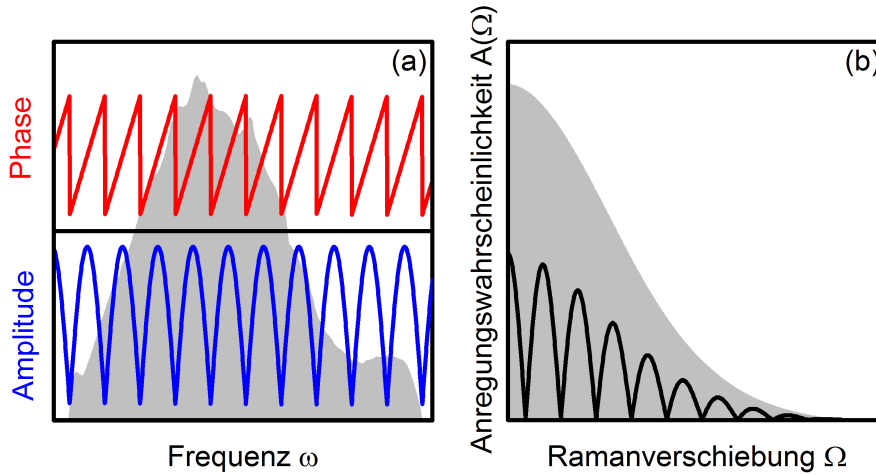 (a)
Phase
Amplitude
Frequenz ω
(b)
Anregungswahrscheinlichkeit A(Ω)
Ramanverschiebung Ω